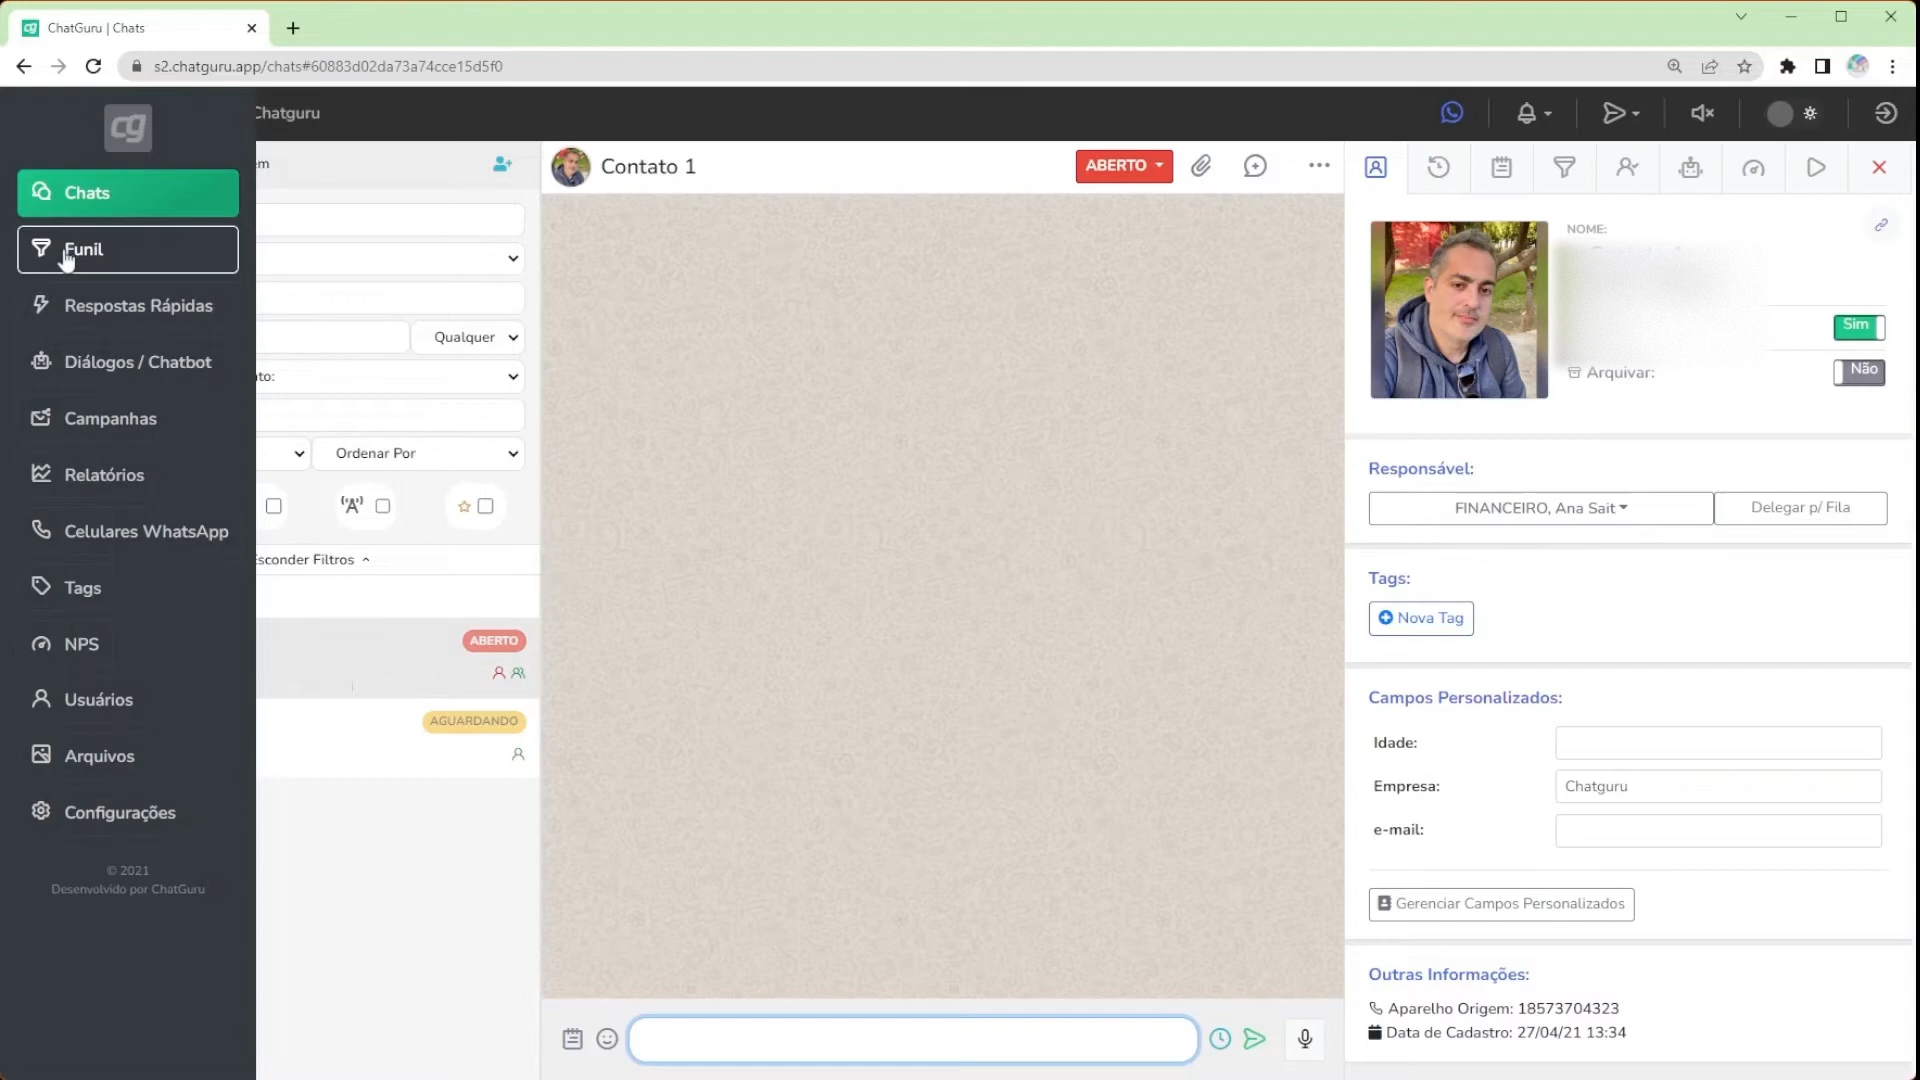 ChatGuru | Chats
s2.chatguru.app/chats#60883d02da73a74cce15d5f0
cg
Chatguru
Chats
Funil
Respostas Rápidas
Diálogos / Chatbot
Campanhas
Relatórios
Celulares WhatsApp
Tags
NPS
Usuários
Arquivos
Configurações
© 2021
Desenvolvido por ChatGuru
em
Qualquer
to:
Ordenar Por
Esconder Filtros
ABERTO
AGUARDANDO
Contato 1
ABERTO
NOME:
Sim
Arquivar:
Não
Responsável:
FINANCEIRO, Ana Sait
Delegar p/ Fila
Tags:
Nova Tag
Campos Personalizados:
Idade:
Empresa:
Chatguru
e-mail:
Gerenciar Campos Personalizados
Outras Informações:
Aparelho Origem: 18573704323
Data de Cadastro: 27/04/21 13:34